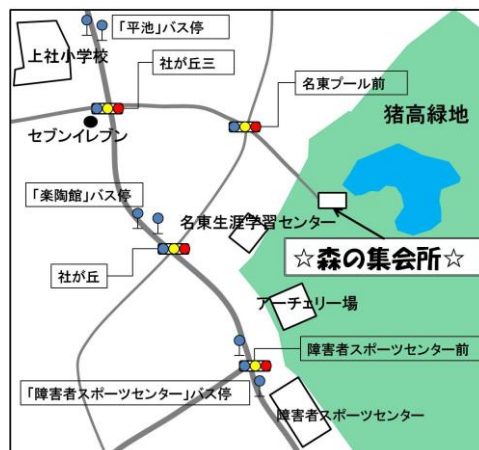 「平池」バス停
上社小学校
社が丘三
名東プール前
猪高緑地
セブンイレブン
「楽陶館」バス停
名東生涯学習センター
☆森の集会所☆
社が丘
アーチェリー場
障害者スポーツセンター前
「障害者スポーツセンター」バス停
障害者スポーツセンター